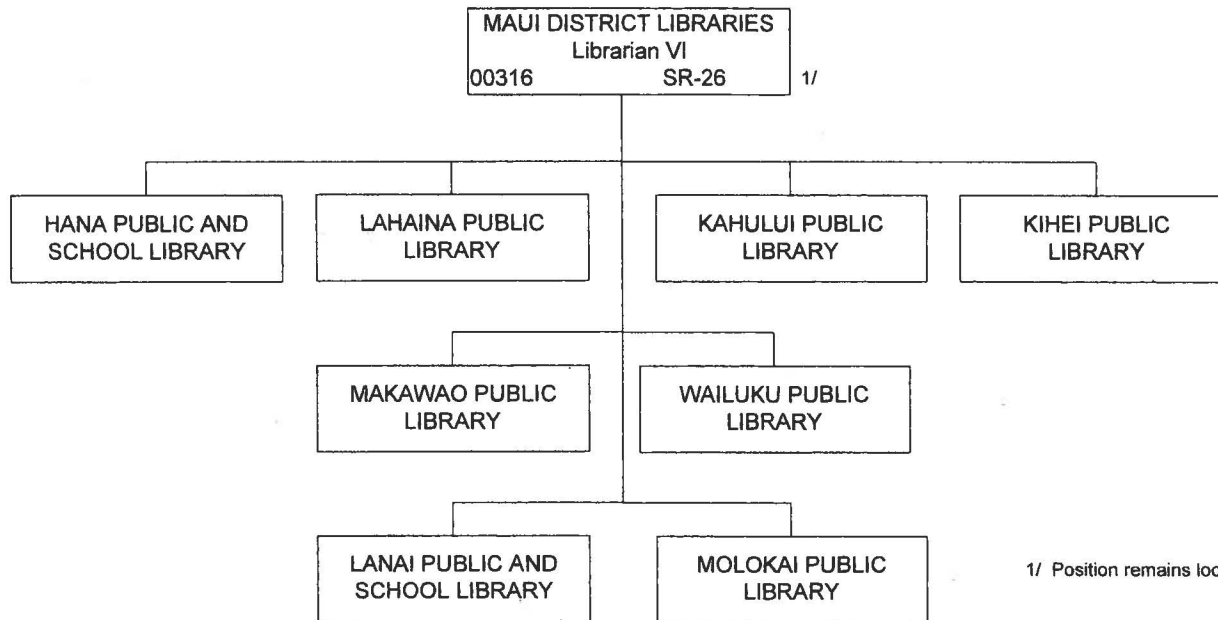 MAUI DISTRICT LIBRARIES
Librarian VI
00316 SR-26 1/
HANA PUBLIC AND
SCHOOL LIBRARY
LAHAINA PUBLIC
LIBRARY
KAHULUI PUBLIC
LIBRARY
KIHEI PUBLIC
LIBRARY
MAKAWAO PUBLIC
LIBRARY
WAILUKU PUBLIC
LIBRARY
LANAI PUBLIC AND
SCHOOL LIBRARY
MOLOKAI PUBLIC
LIBRARY
1/ Position remains